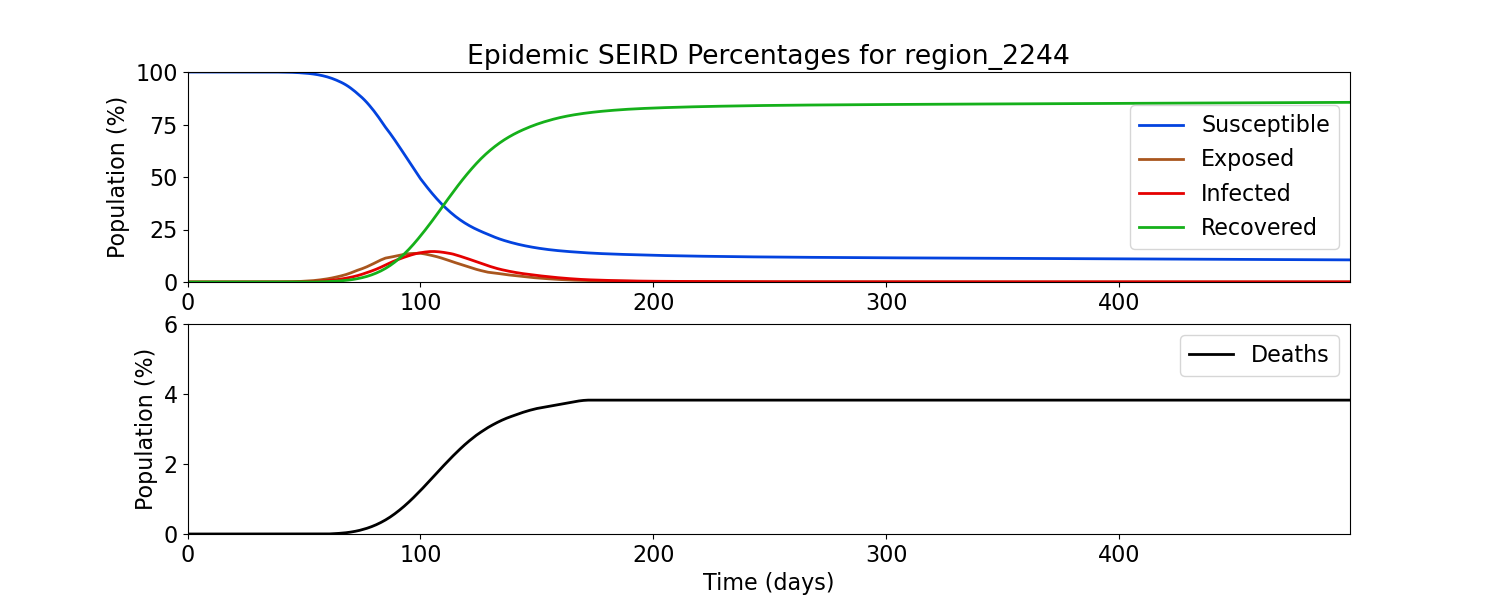 Epidemic SEIRD Percentages for region_2244
Population (%)
100
75
50
25
0
Susceptible
Exposed
Infected
Recovered
0 100 200 300 400
Population (%)
6
4
2
0
Deaths
0 100 200 300 400
Time (days)